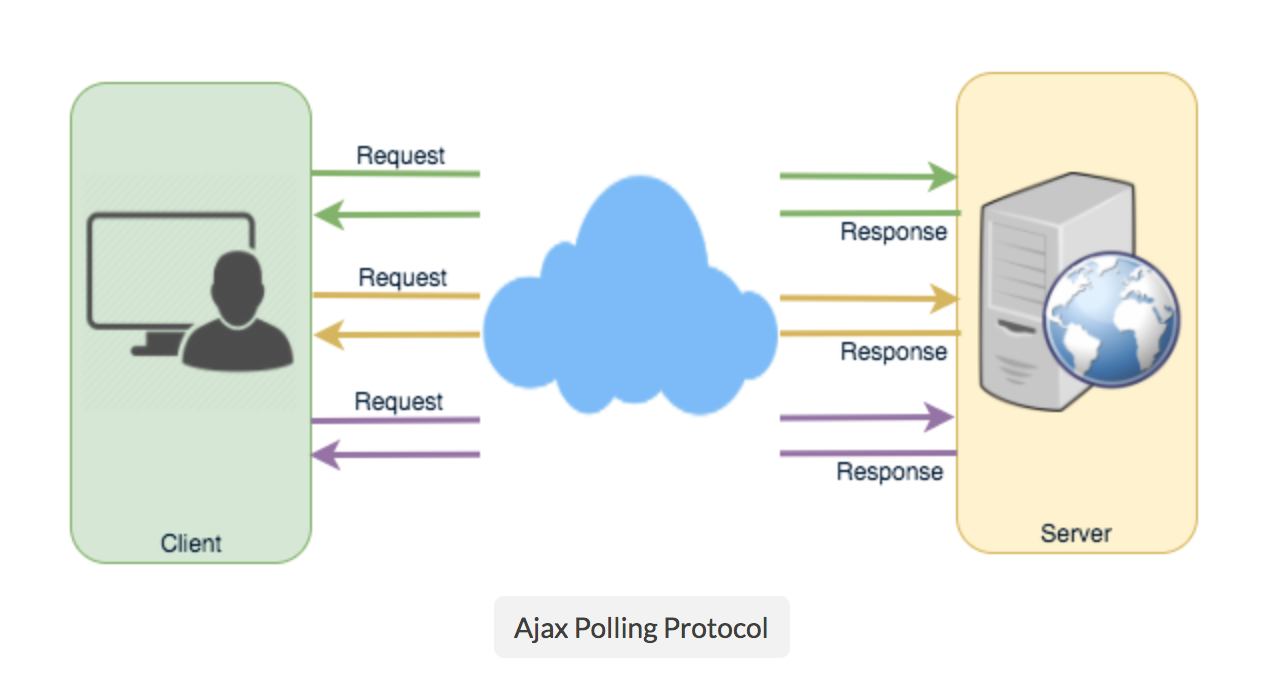 Request
Response
Request
Response
Request
Response
Client
Server
Ajax Polling Protocol